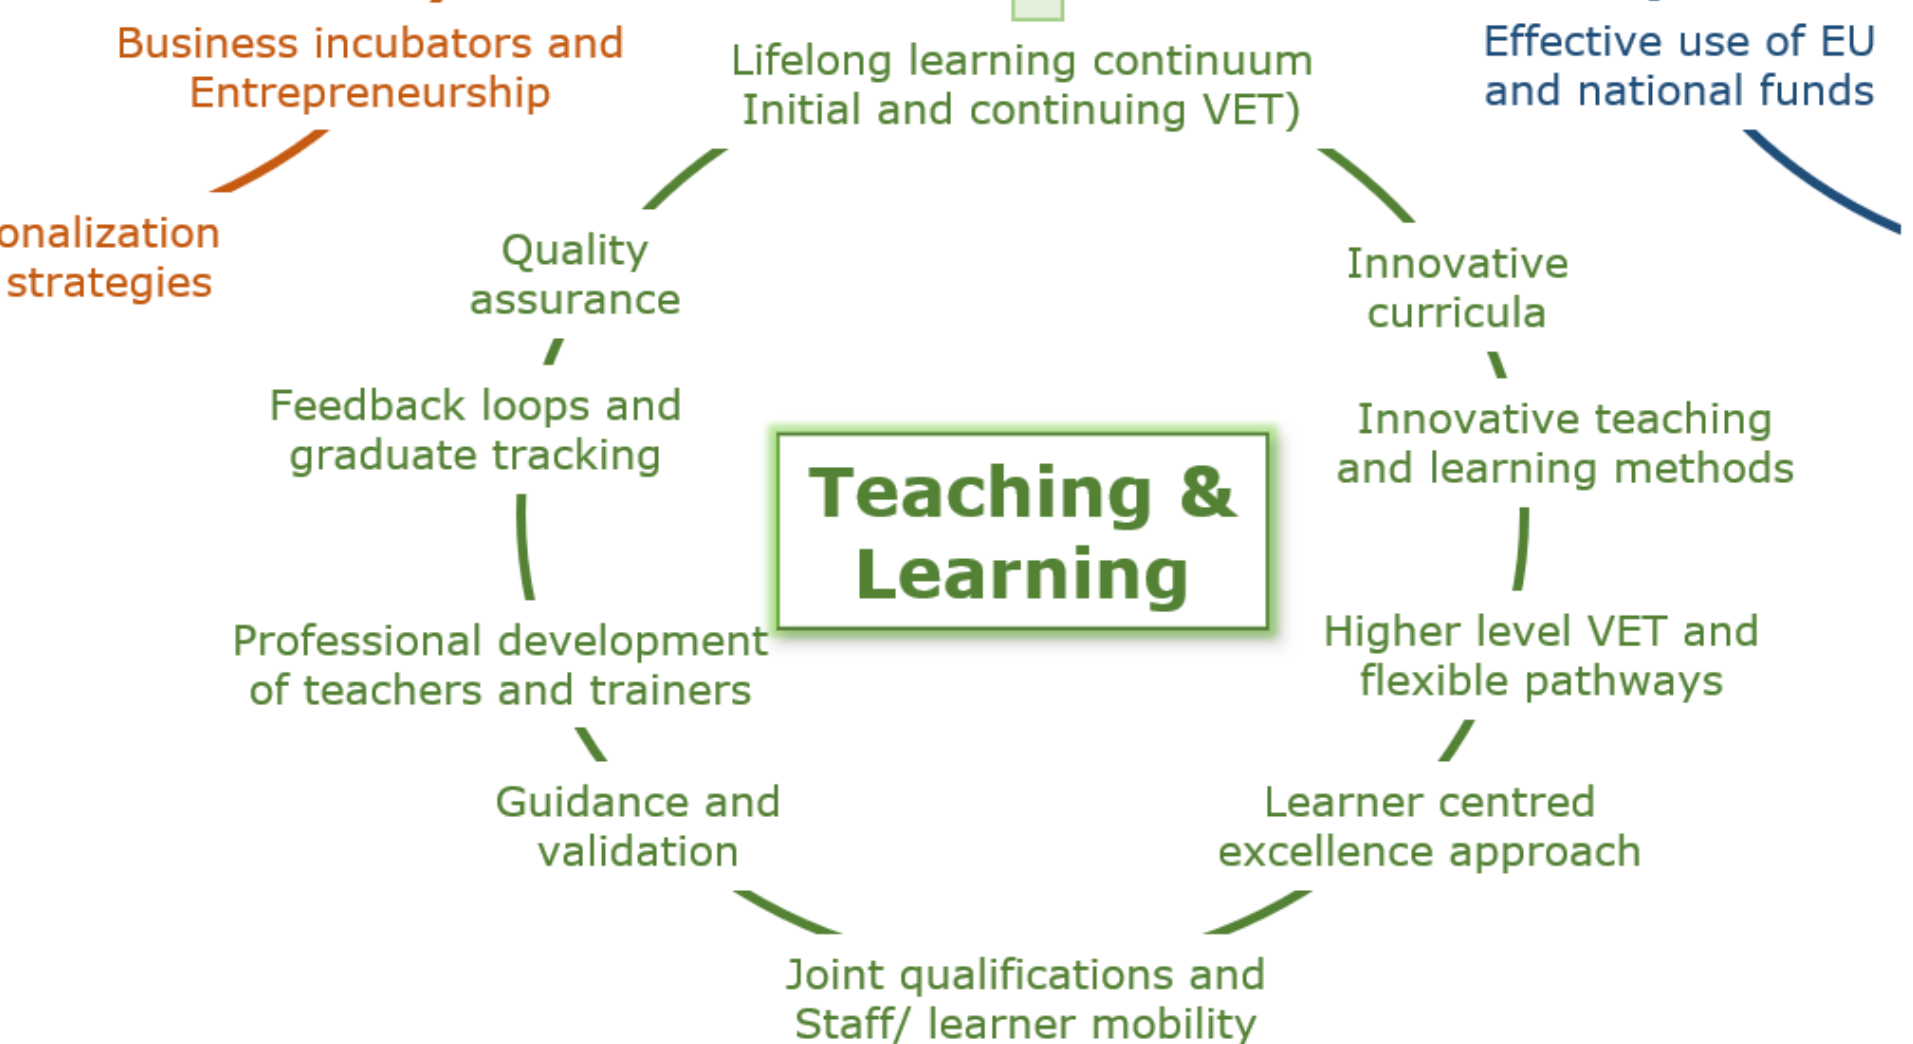 Business incubators and
Entrepreneurship
Lifelong learning continuum
Initial and continuing VET)
Effective use of EU
and national funds
strategies
Quality
assurance
Innovative
curricula
Feedback loops and
graduate tracking
Innovative teaching
and learning methods
Teaching &
Learning
Professional development
of teachers and trainers
Higher level VET and
flexible pathways
Guidance and
validation
Learner centred
excellence approach
Joint qualifications and
Staff/ learner mobility